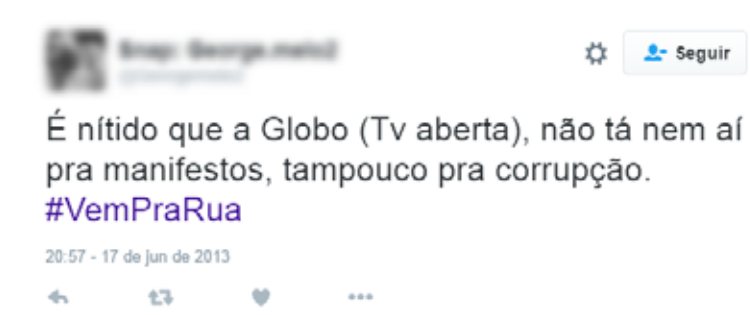 Seguir
É nítido que a Globo (Tv aberta), não tá nem aí
pra manifestos, tampouco pra corrupção.
#VemPraRua
20:57 - 17 de jun de 2013